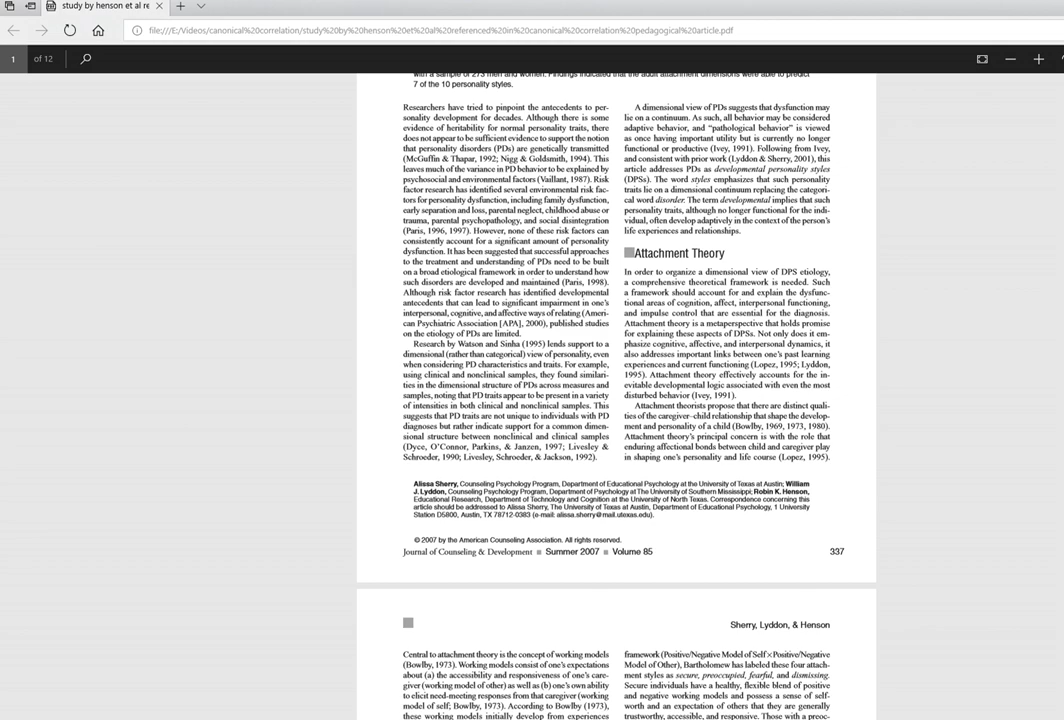 study by henson et al re
file:///E:/Videos/canonical%20correlation/study%20by%20henson%20et%20al%20referenced%20in%20canonical%20correlation%20pedagogical%20article.pdf
1 of 12
with a sample of 273 men and women. Findings indicated that the adult attachment dimensions were able to predict
7 of the 10 personality styles.
Researchers have tried to pinpoint the antecedents to per-
sonality development for decades. Although there is some
evidence of heritability for normal personality traits, there
does not appear to be sufficient evidence to support the notion
that personality disorders (PDs) are genetically transmitted
(McGuffin & Thapar, 1992; Nigg & Goldsmith, 1994). This
leaves much of the variance in PD behavior to be explained by
psychosocial and environmental factors (Vaillant, 1987). Risk
factor research has identified several environmental risk fac-
tors for personality dysfunction, including family dysfunction,
early separation and loss, parental neglect, childhood abuse or
trauma, parental psychopathology, and social disintegration
(Paris, 1996, 1997). However, none of these risk factors can
consistently account for a significant amount of personality
dysfunction. It has been suggested that successful approaches
to the treatment and understanding of PDs need to be built
on a broad etiological framework in order to understand how
such disorders are developed and maintained (Paris, 1998).
Although risk factor research has identified developmental
antecedents that can lead to significant impairment in one's
interpersonal, cognitive, and affective ways of relating (Ameri-
can Psychiatric Association [APA], 2000), published studies
on the etiology of PDs are limited.
Research by Watson and Sinha (1995) lends support to a
dimensional (rather than categorical) view of personality, even
when considering PD characteristics and traits. For example,
using clinical and nonclinical samples, they found similari-
ties in the dimensional structure of PDs across measures and
samples, noting that PD traits appear to be present in a variety
of intensities in both clinical and nonclinical samples. This
suggests that PD traits are not unique to individuals with PD
diagnoses but rather indicate support for a common dimen-
sional structure between nonclinical and clinical samples
(Dyce, O'Connor, Parkins, & Janzen, 1997; Livesley &
Schroeder, 1990; Livesley, Schroeder, & Jackson, 1992).
A dimensional view of PDs suggests that dysfunction may
lie on a continuum. As such, all behavior may be considered
adaptive behavior, and "pathological behavior" is viewed
as once having important utility but is currently no longer
functional or productive (Ivey, 1991). Following from Ivey,
and consistent with prior work (Lyddon & Sherry, 2001), this
article addresses PDs as developmental personality styles
(DPSs). The word styles emphasizes that such personality
traits lie on a dimensional continuum replacing the categori-
cal word disorder. The term developmental implies that such
personality traits, although no longer functional for the indi-
vidual, often develop adaptively in the context of the person's
life experiences and relationships.
Attachment Theory
In order to organize a dimensional view of DPS etiology,
a comprehensive theoretical framework is needed. Such
a framework should account for and explain the dysfunc-
tional areas of cognition, affect, interpersonal functioning,
and impulse control that are essential for the diagnosis.
Attachment theory is a metaperspective that holds promise
for explaining these aspects of DPSs. Not only does it em-
phasize cognitive, affective, and interpersonal dynamics, it
also addresses important links between one's past learning
experiences and current functioning (Lopez, 1995; Lyddon,
1995). Attachment theory effectively accounts for the in-
evitable developmental logic associated with even the most
disturbed behavior (Ivey, 1991).
Attachment theorists propose that there are distinct quali-
ties of the caregiver-child relationship that shape the develop-
ment and personality of a child (Bowlby, 1969, 1973, 1980).
Attachment theory's principal concern is with the role that
enduring affectional bonds between child and caregiver play
in shaping one's personality and life course (Lopez, 1995).
Alissa Sherry, Counseling Psychology Program, Department of Educational Psychology at the University of Texas at Austin; William
J. Lyddon, Counseling Psychology Program, Department of Psychology at The University of Southern Mississippi; Robin K. Henson,
Educational Research, Department of Technology and Cognition at the University of North Texas. Correspondence concerning this
article should be addressed to Alissa Sherry, The University of Texas at Austin, Department of Educational Psychology, 1 University
Station D5800, Austin, TX 78712-0383 (e-mail: alissa.sherry@mail.utexas.edu).
© 2007 by the American Counseling Association. All rights reserved.
Journal of Counseling & Development ■ Summer 2007 ■ Volume 85 337
Sherry, Lyddon, & Henson
Central to attachment theory is the concept of working models
(Bowlby, 1973). Working models consist of one's expectations
about (a) the accessibility and responsiveness of one's care-
giver (working model of other) as well as (b) one's own ability
to elicit need-meeting responses from that caregiver (working
model of self; Bowlby, 1973). According to Bowlby (1973),
these working models initially develop from experiences
framework (Positive/Negative Model of Self × Positive/Negative
Model of Other), Bartholomew has labeled these four attach-
ment styles as secure, preoccupied, fearful, and dismissing.
Secure individuals have a healthy, flexible blend of positive
and negative working models and possess a sense of self-
worth and an expectation of others that they are generally
trustworthy, accessible, and responsive. Those with a preoc-